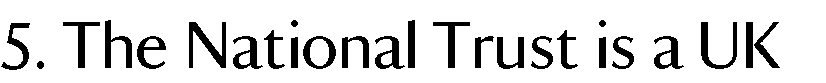 5. The National Trust is a UK